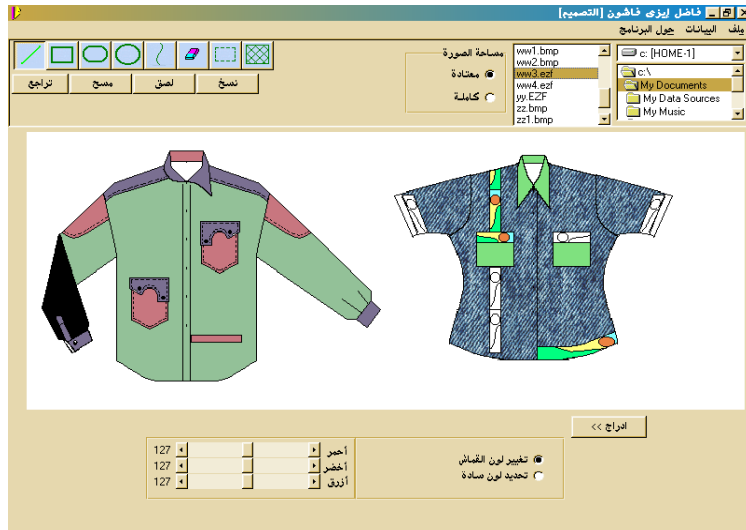 فاضل إيزى فاشون [التصميم]
ملف البيانات حول البرنامج
مساحة الصورة
معتادة
كاملة
ww1.bmp
ww2.bmp
ww3.ezf
ww4.ezf
yy.EZF
zz.bmp
zz1.bmp
c: [HOME-1]
c:\
My Documents
My Data Sources
My Music
نسخ
لصق
مسح
تراجع
ادراج >>
تغيير لون القماش
تحديد لون سادة
أحمر 127
أخضر 127
أزرق 127